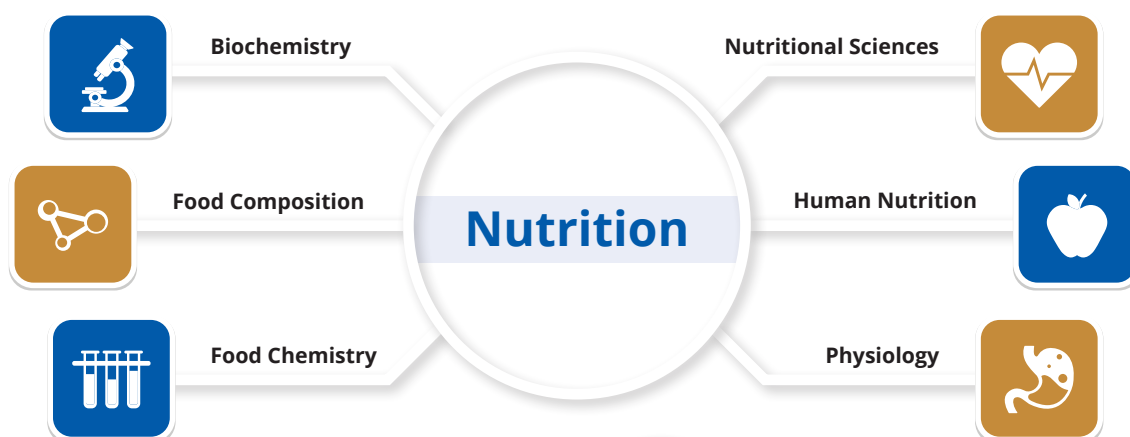 Biochemistry
Nutritional Sciences
Food Composition
Human Nutrition
Nutrition
Food Chemistry
Physiology